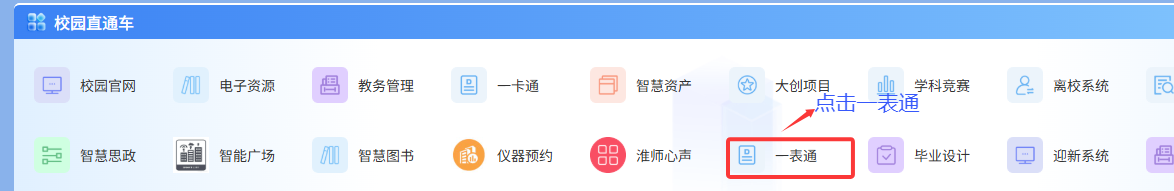 校园直通车
校园官网 电子资源 教务管理 一卡通 智慧资产 大创项目 学科竞赛 离校系统
点击一表通
智慧思政 智能广场 智慧图书 仪器预约 淮师心声 一表通 毕业设计 迎新系统